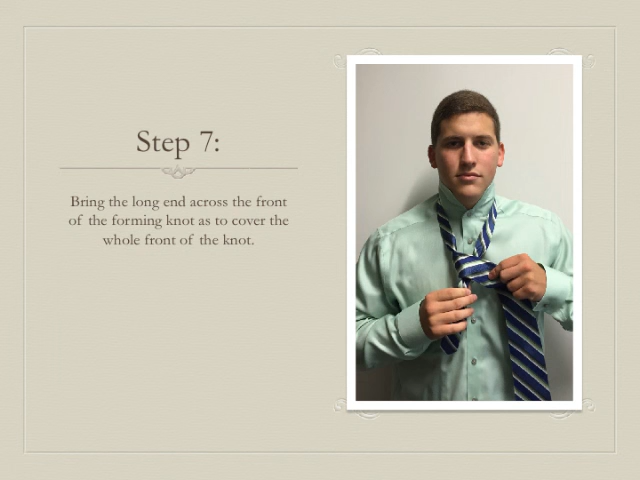 Step 7:
Bring the long end across the front
of the forming knot as to cover the
whole front of the knot.